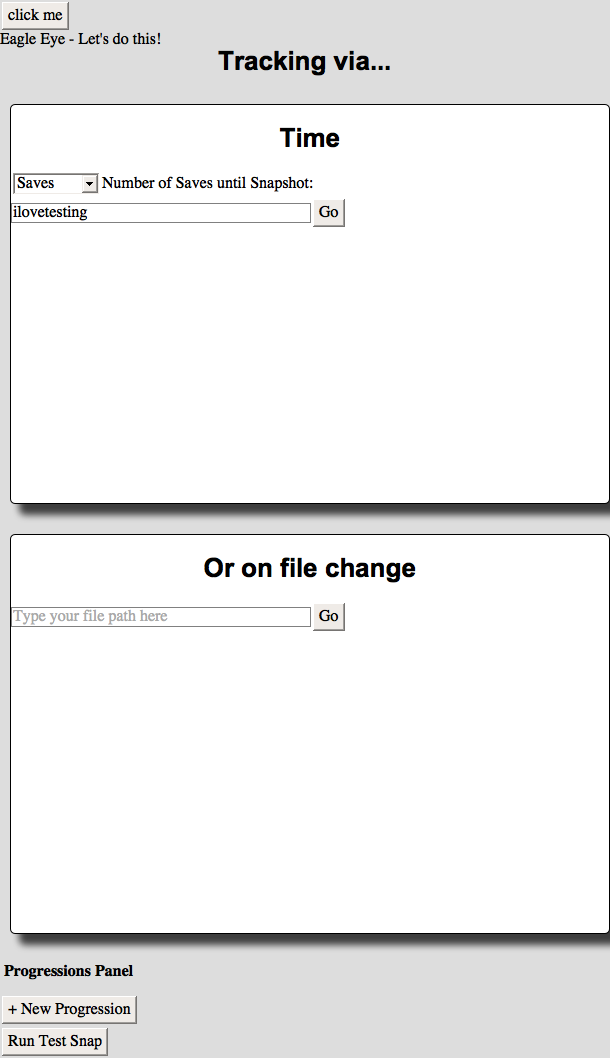 click me
Eagle Eye - Let's do this!
Tracking via...
Time
Saves Number of Saves until Snapshot:
ilovetesting Go
Or on file change
Type your file path here Go
Progressions Panel
+ New Progression
Run Test Snap